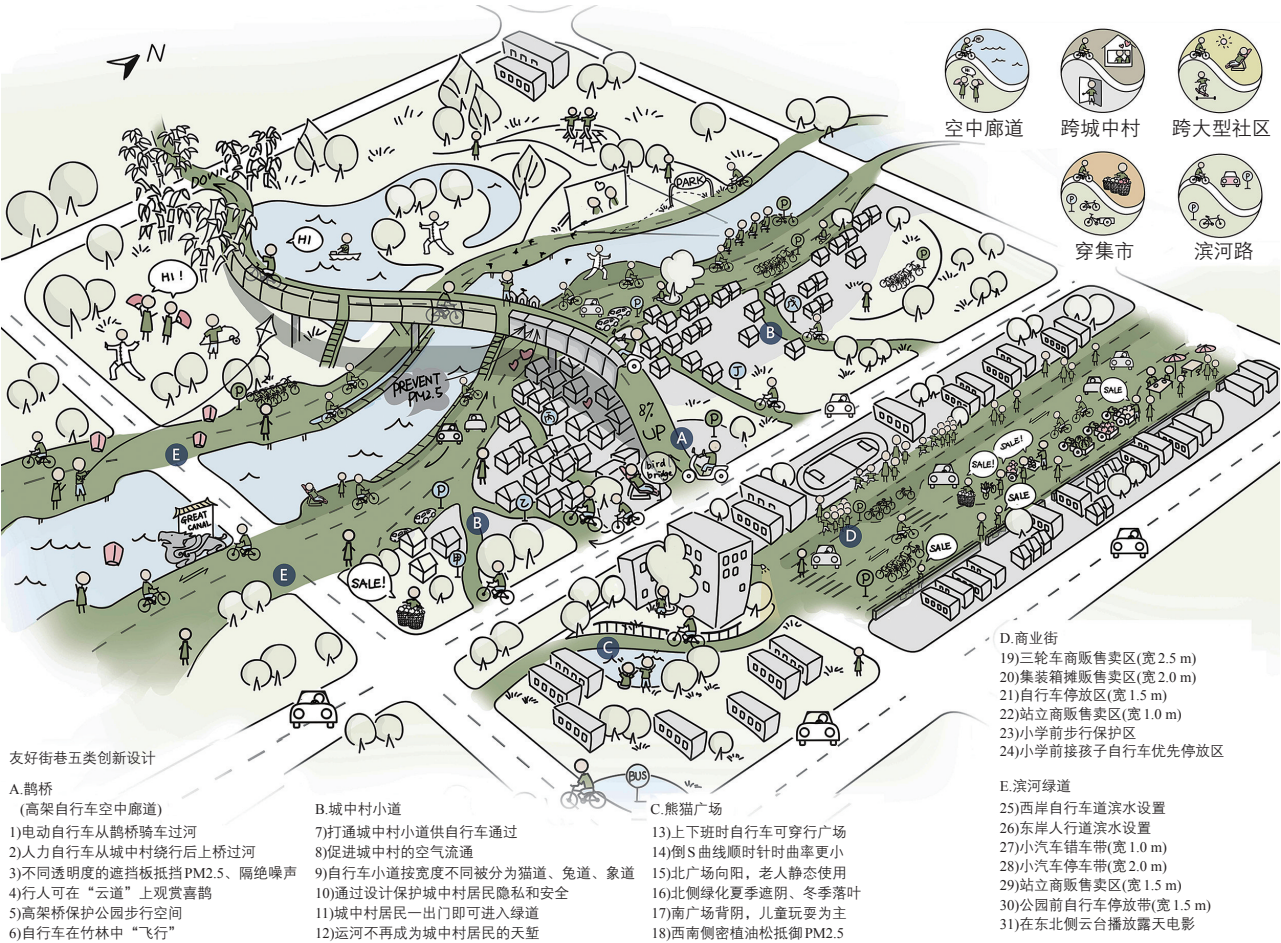 N
空中廊道
跨城中村
跨大型社区
穿集市
滨河路
DOWN
HI
HI!
PARK
P
P
P
P
P
P
P
P
P
丙
丁
戊
乙
甲
PREVENT
PM2.5
8%
UP
bird
bridge
A
B
B
C
D
E
E
GREAT
CANAL
SALE!
SALE
SALE!
SALE!
SALE
SALE
BUS
友好街巷五类创新设计
A.鹊桥
(高架自行车空中廊道)
1)电动自行车从鹊桥骑车过河
2)人力自行车从城中村绕行后上桥过河
3)不同透明度的遮挡板抵挡PM2.5、隔绝噪声
4)行人可在“云道”上观赏喜鹊
5)高架桥保护公园步行空间
6)自行车在竹林中“飞行”
B.城中村小道
7)打通城中村小道供自行车通过
8)促进城中村的空气流通
9)自行车小道按宽度不同被分为猫道、兔道、象道
10)通过设计保护城中村居民隐私和安全
11)城中村居民一出门即可进入绿道
12)运河不再成为城中村居民的天堑
C.熊猫广场
13)上下班时自行车可穿行广场
14)倒S曲线顺时针时曲率更小
15)北广场向阳，老人静态使用
16)北侧绿化夏季遮阴、冬季落叶
17)南广场背阴，儿童玩耍为主
18)西南侧密植油松抵御PM2.5
D.商业街
19)三轮车商贩售卖区(宽2.5 m)
20)集装箱摊贩售卖区(宽2.0 m)
21)自行车停放区(宽1.5 m)
22)站立商贩售卖区(宽1.0 m)
23)小学前步行保护区
24)小学前接孩子自行车优先停放区
E.滨河绿道
25)西岸自行车道滨水设置
26)东岸人行道滨水设置
27)小汽车错车带(宽1.0 m)
28)小汽车停车带(宽2.0 m)
29)站立商贩售卖区(宽1.5 m)
30)公园前自行车停放带(宽1.5 m)
31)在东北侧云台播放露天电影